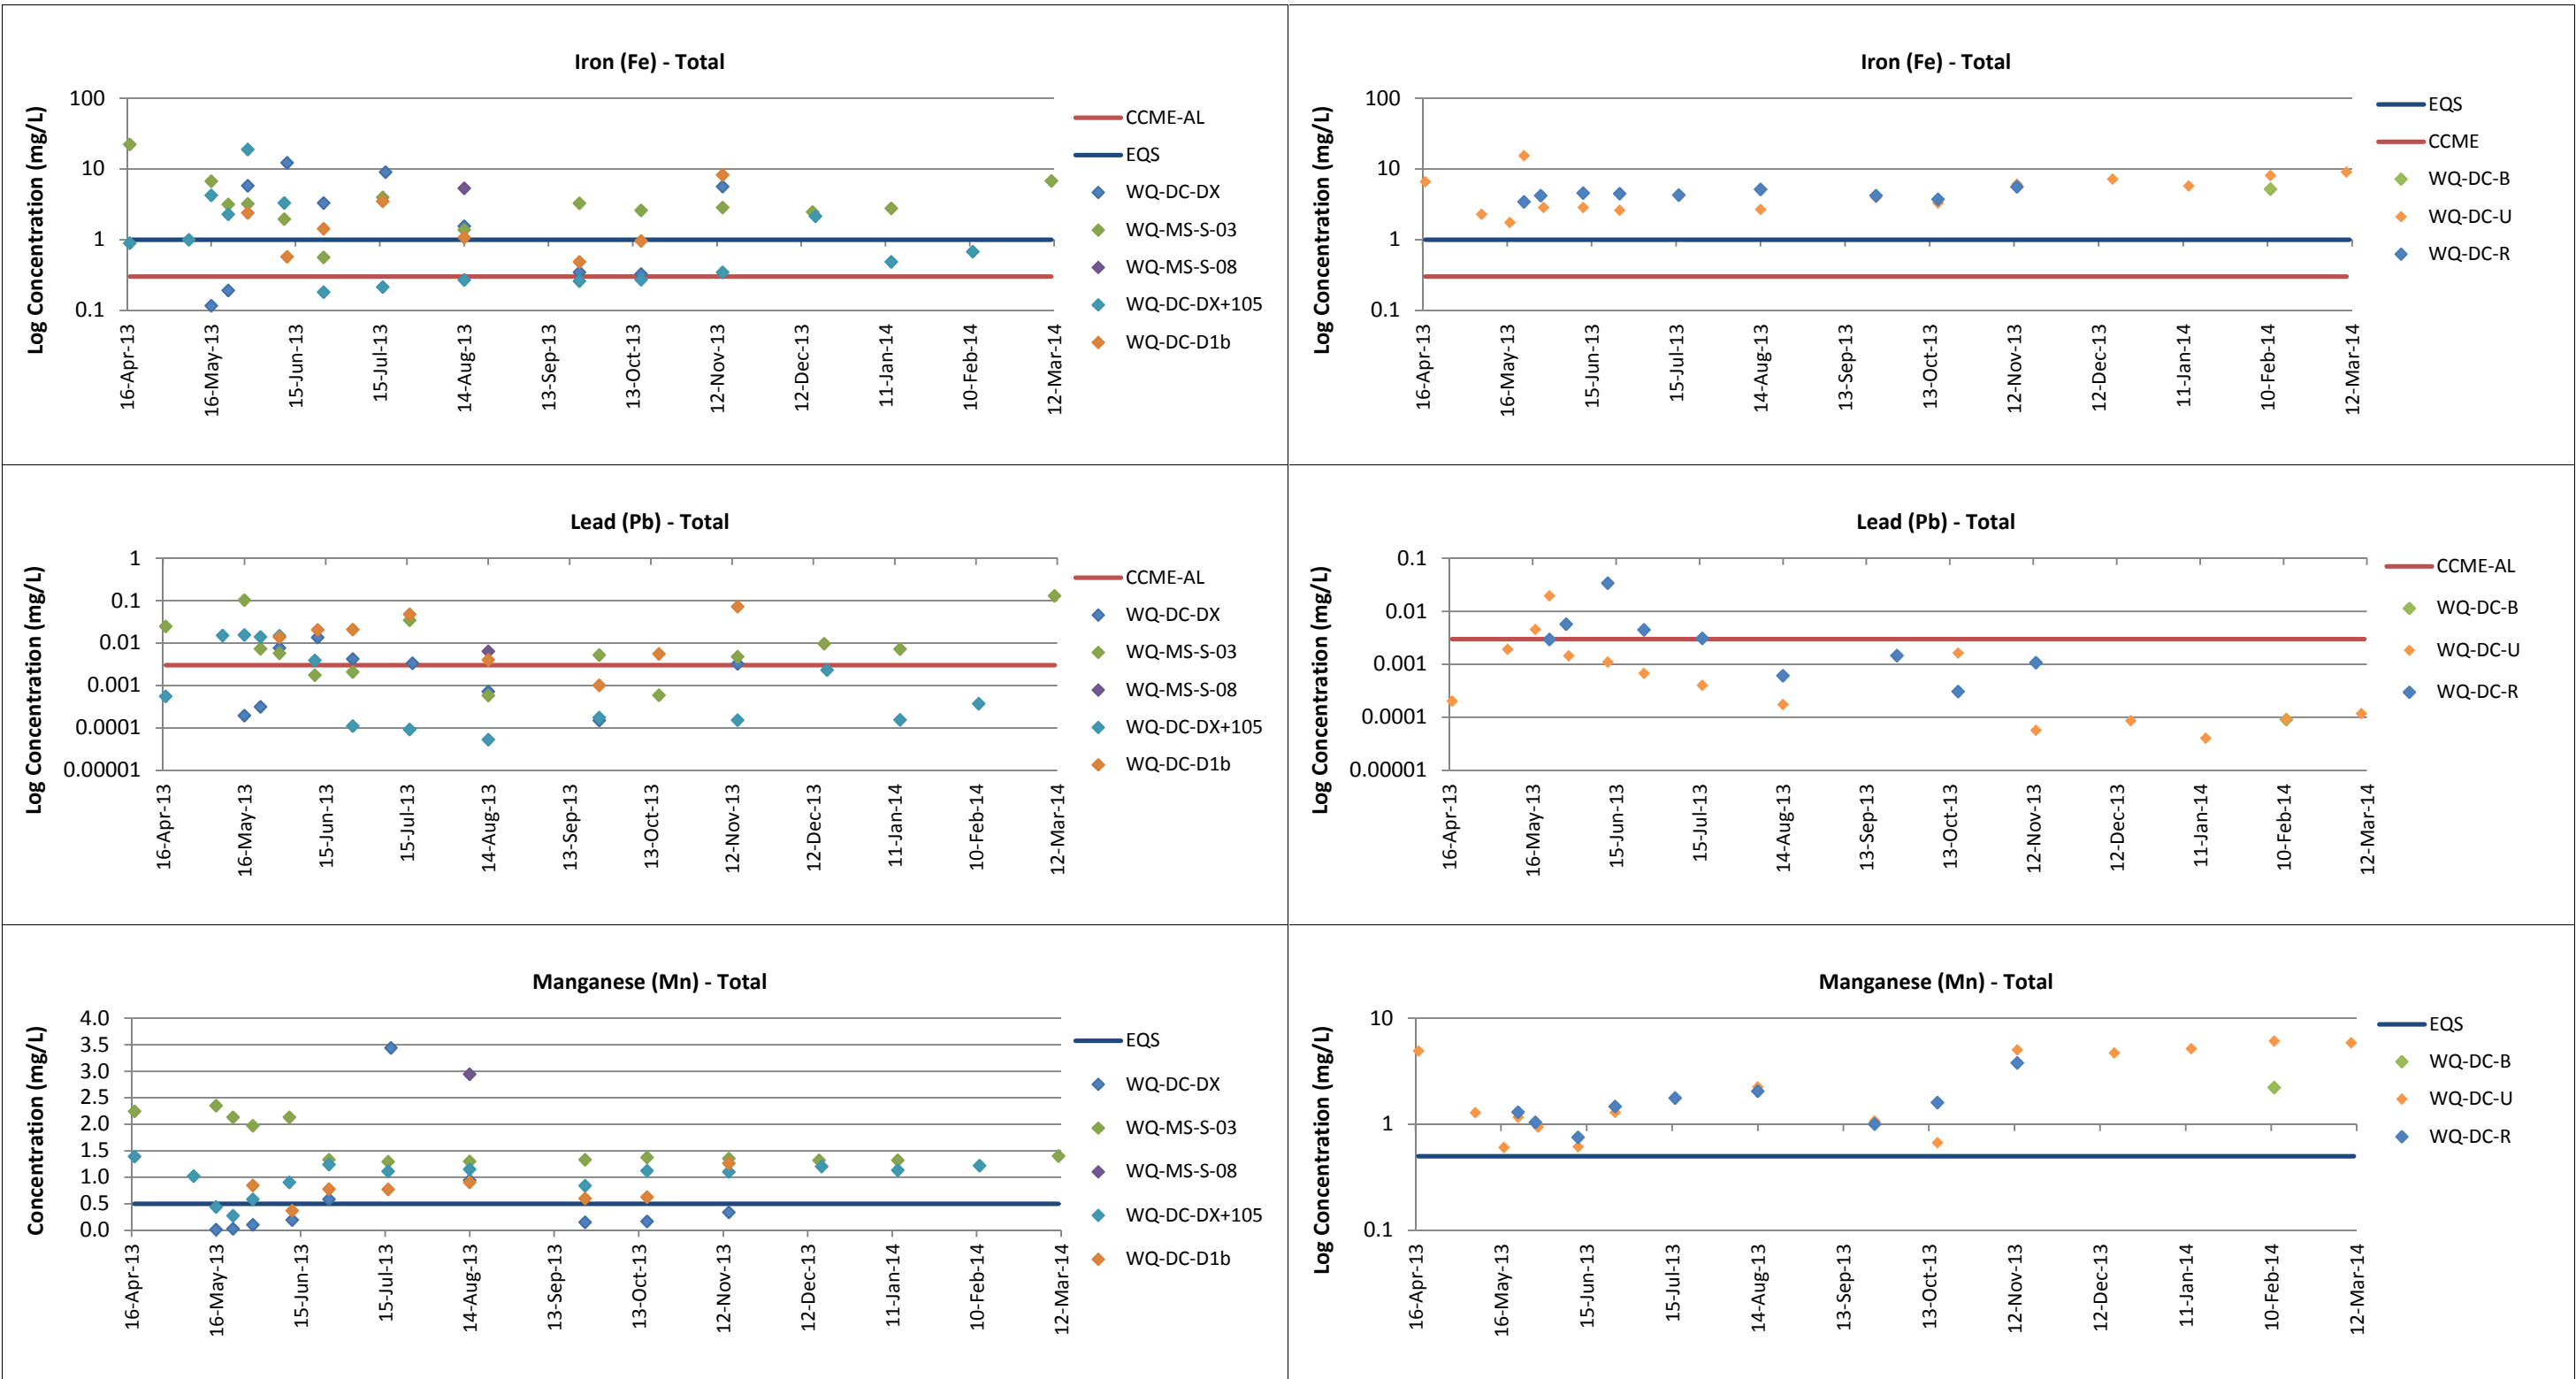 Iron (Fe) - Total
Log Concentration (mg/L)
100
10
1
0.1
16-Apr-13
16-May-13
15-Jun-13
15-Jul-13
14-Aug-13
13-Sep-13
13-Oct-13
12-Nov-13
12-Dec-13
11-Jan-14
10-Feb-14
12-Mar-14
CCME-AL
EQS
WQ-DC-DX
WQ-MS-S-03
WQ-MS-S-08
WQ-DC-DX+105
WQ-DC-D1b
Iron (Fe) - Total
Log Concentration (mg/L)
100
10
1
0.1
16-Apr-13
16-May-13
15-Jun-13
15-Jul-13
14-Aug-13
13-Sep-13
13-Oct-13
12-Nov-13
12-Dec-13
11-Jan-14
10-Feb-14
12-Mar-14
EQS
CCME
WQ-DC-B
WQ-DC-U
WQ-DC-R
Lead (Pb) - Total
Log Concentration (mg/L)
1
0.1
0.01
0.001
0.0001
0.00001
16-Apr-13
16-May-13
15-Jun-13
15-Jul-13
14-Aug-13
13-Sep-13
13-Oct-13
12-Nov-13
12-Dec-13
11-Jan-14
10-Feb-14
12-Mar-14
CCME-AL
WQ-DC-DX
WQ-MS-S-03
WQ-MS-S-08
WQ-DC-DX+105
WQ-DC-D1b
Lead (Pb) - Total
Log Concentration (mg/L)
0.1
0.01
0.001
0.0001
0.00001
16-Apr-13
16-May-13
15-Jun-13
15-Jul-13
14-Aug-13
13-Sep-13
13-Oct-13
12-Nov-13
12-Dec-13
11-Jan-14
10-Feb-14
12-Mar-14
CCME-AL
WQ-DC-B
WQ-DC-U
WQ-DC-R
Manganese (Mn) - Total
Concentration (mg/L)
4.0
3.5
3.0
2.5
2.0
1.5
1.0
0.5
0.0
16-Apr-13
16-May-13
15-Jun-13
15-Jul-13
14-Aug-13
13-Sep-13
13-Oct-13
12-Nov-13
12-Dec-13
11-Jan-14
10-Feb-14
12-Mar-14
EQS
WQ-DC-DX
WQ-MS-S-03
WQ-MS-S-08
WQ-DC-DX+105
WQ-DC-D1b
Manganese (Mn) - Total
Log Concentration (mg/L)
10
1
0.1
16-Apr-13
16-May-13
15-Jun-13
15-Jul-13
14-Aug-13
13-Sep-13
13-Oct-13
12-Nov-13
12-Dec-13
11-Jan-14
10-Feb-14
12-Mar-14
EQS
WQ-DC-B
WQ-DC-U
WQ-DC-R